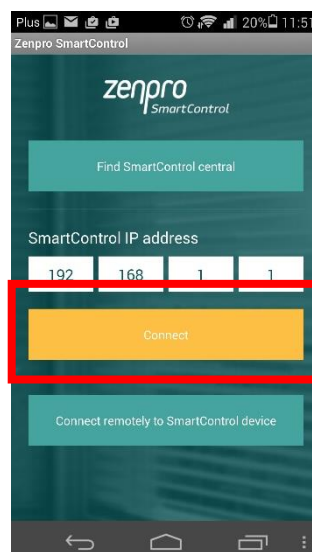 Plus 20% 11:51
Zenpro SmartControl
zenpro
SmartControl
Find SmartControl central
SmartControl IP address
192 168 1 1
Connect
Connect remotely to SmartControl device